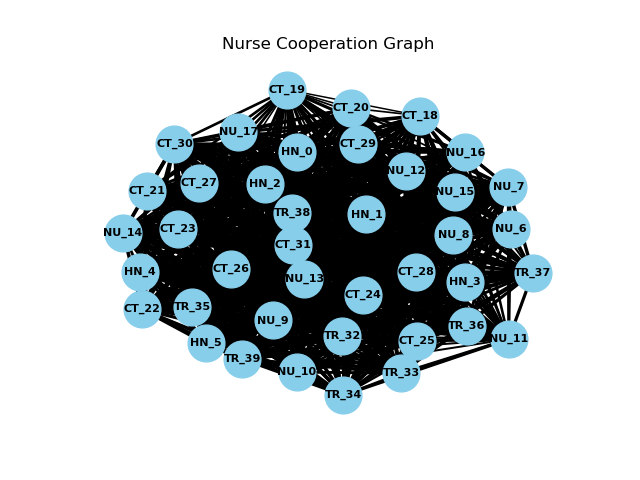 Nurse Cooperation Graph
CT_19
CT_20
CT_18
NU_17
CT_30
CT_29
HN_0
NU_16
NU_12
CT_27
HN_2
NU_7
CT_21
NU_15
TR_38
HN_1
CT_23
NU_6
NU_14
NU_8
CT_31
CT_26
HN_4
CT_28
TR_37
NU_13
HN_3
CT_24
TR_35
CT_22
NU_9
TR_36
TR_32
NU_11
CT_25
HN_5
TR_39
NU_10
TR_33
TR_34